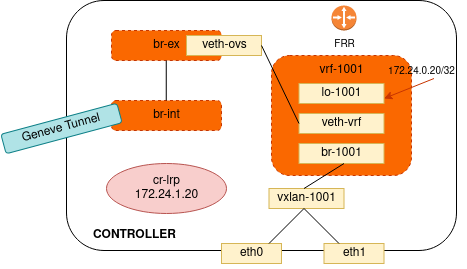 FRR
br-ex
veth-ovs
vrf-1001
172.24.0.20/32
lo-1001
br-int
veth-vrf
Geneve Tunnel
br-1001
cr-lrp
172.24.1.20
vxlan-1001
CONTROLLER
eth0
eth1